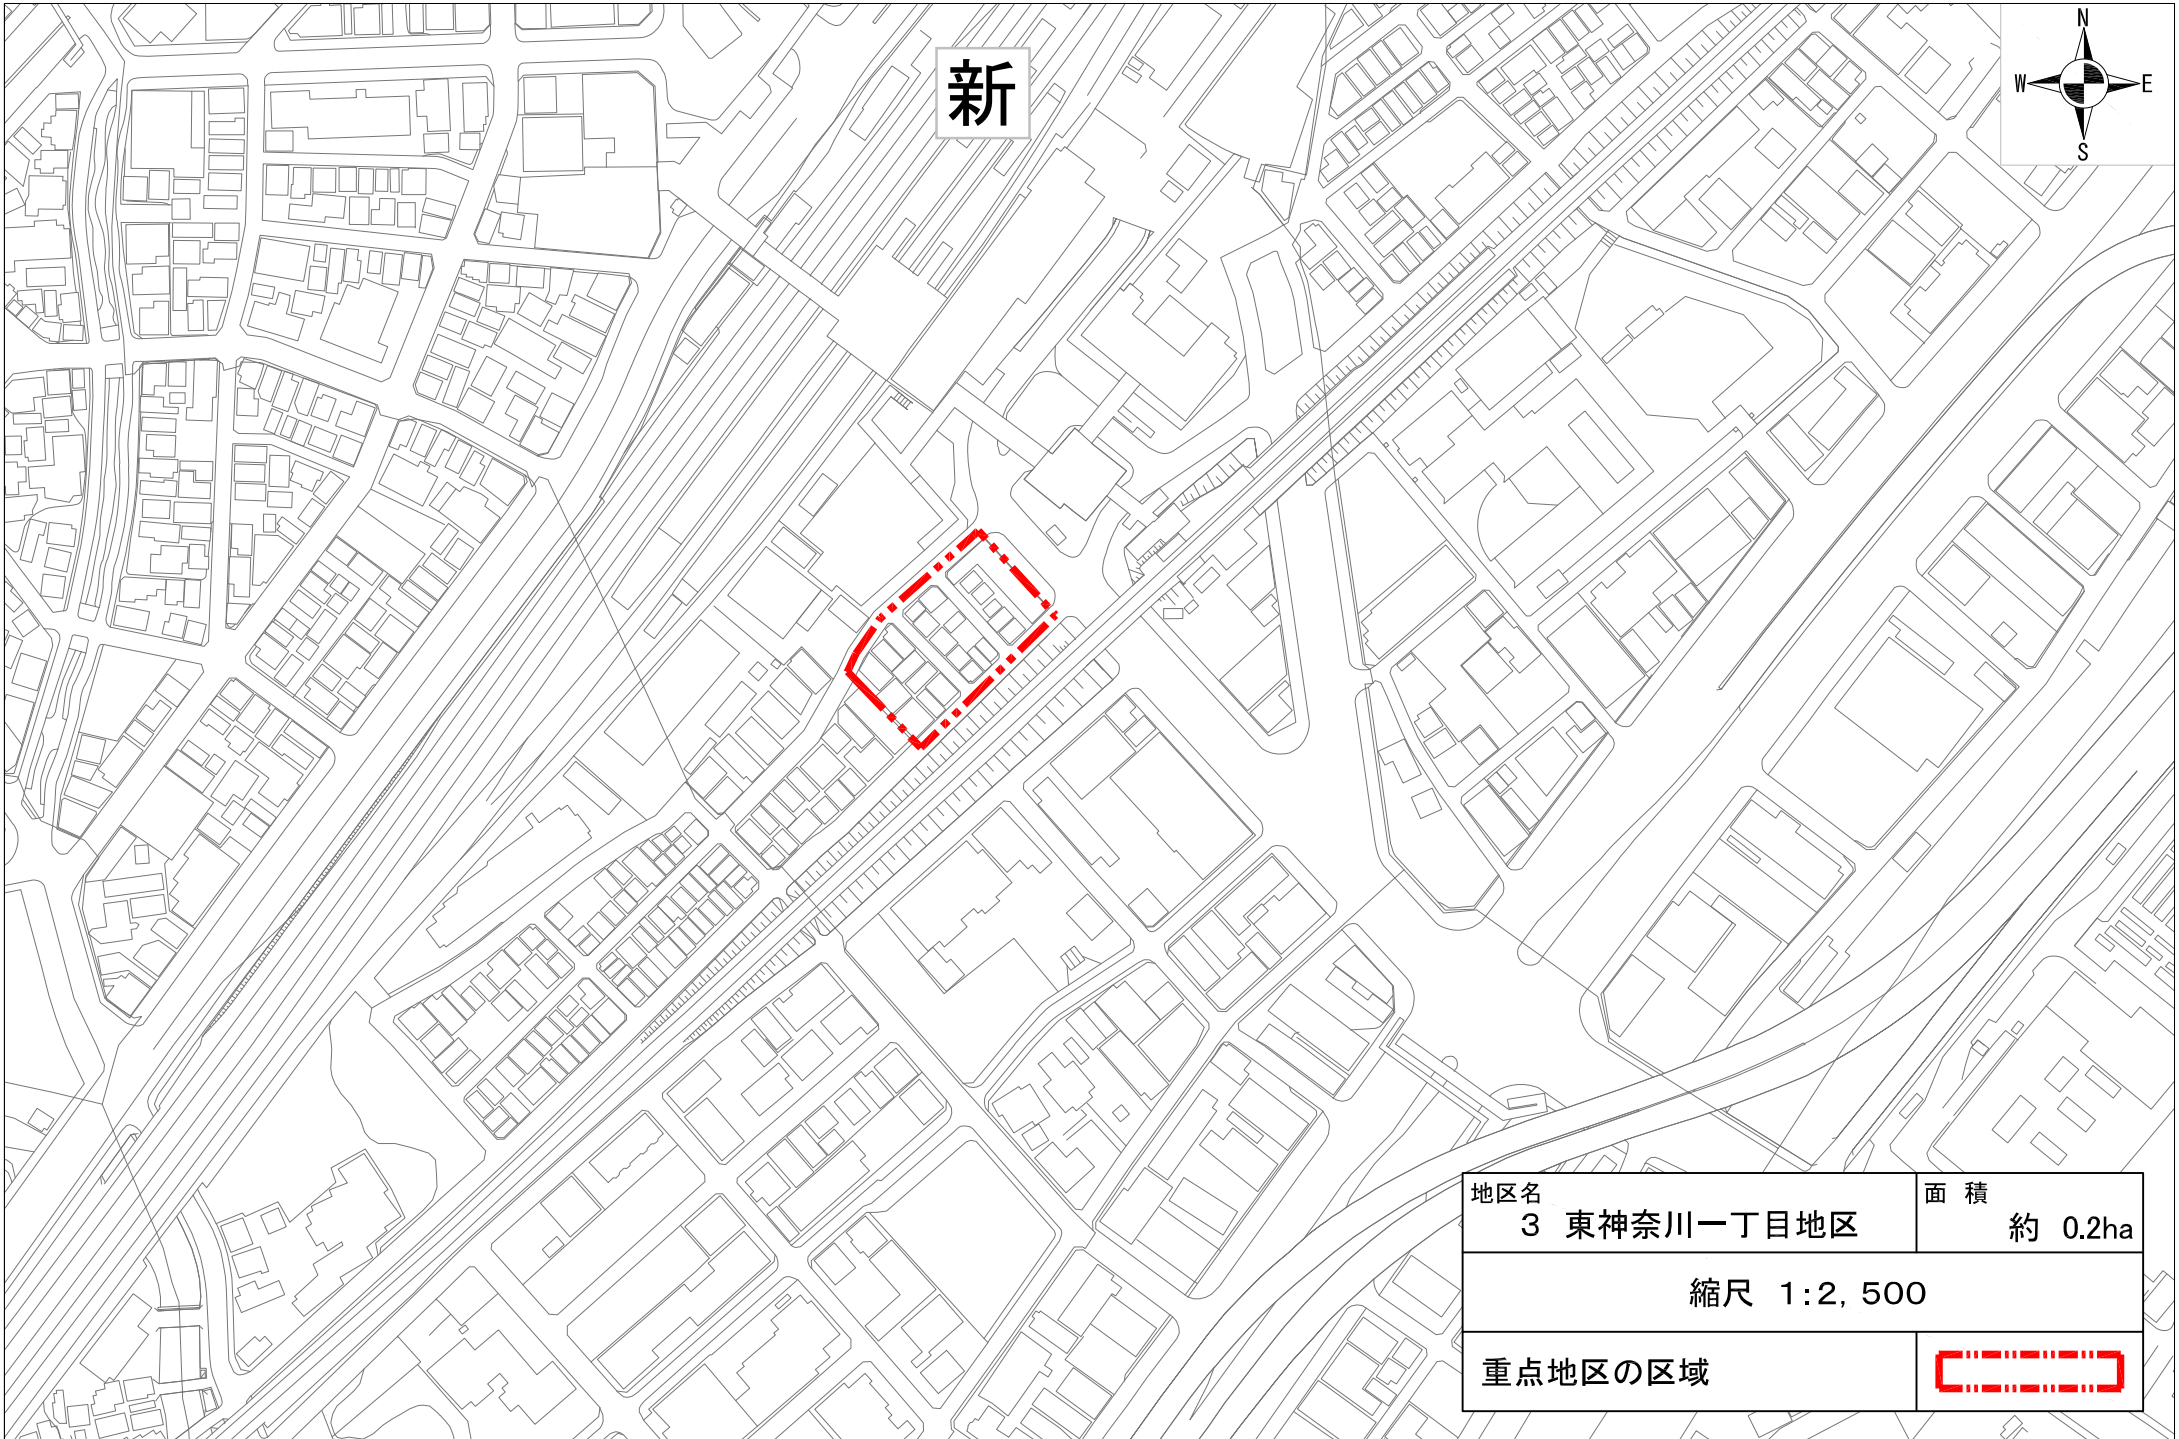 新
N
W E
S
地区名
3 東神奈川一丁目地区
面 積
約 0.2ha
縮尺 1:2,500
重点地区の区域